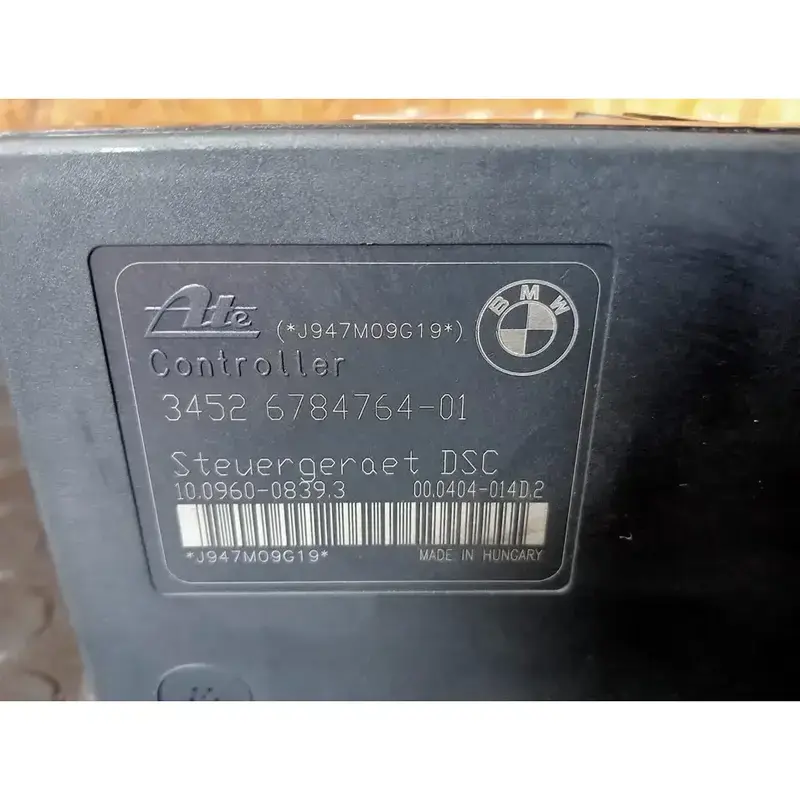 Ate (*J947M09G19*) BMW
Controller
3452 6784764-01
Steuergeraet DSC
10.0960-0839.3 00.0404-014D.2
*J947M09G19* MADE IN HUNGARY